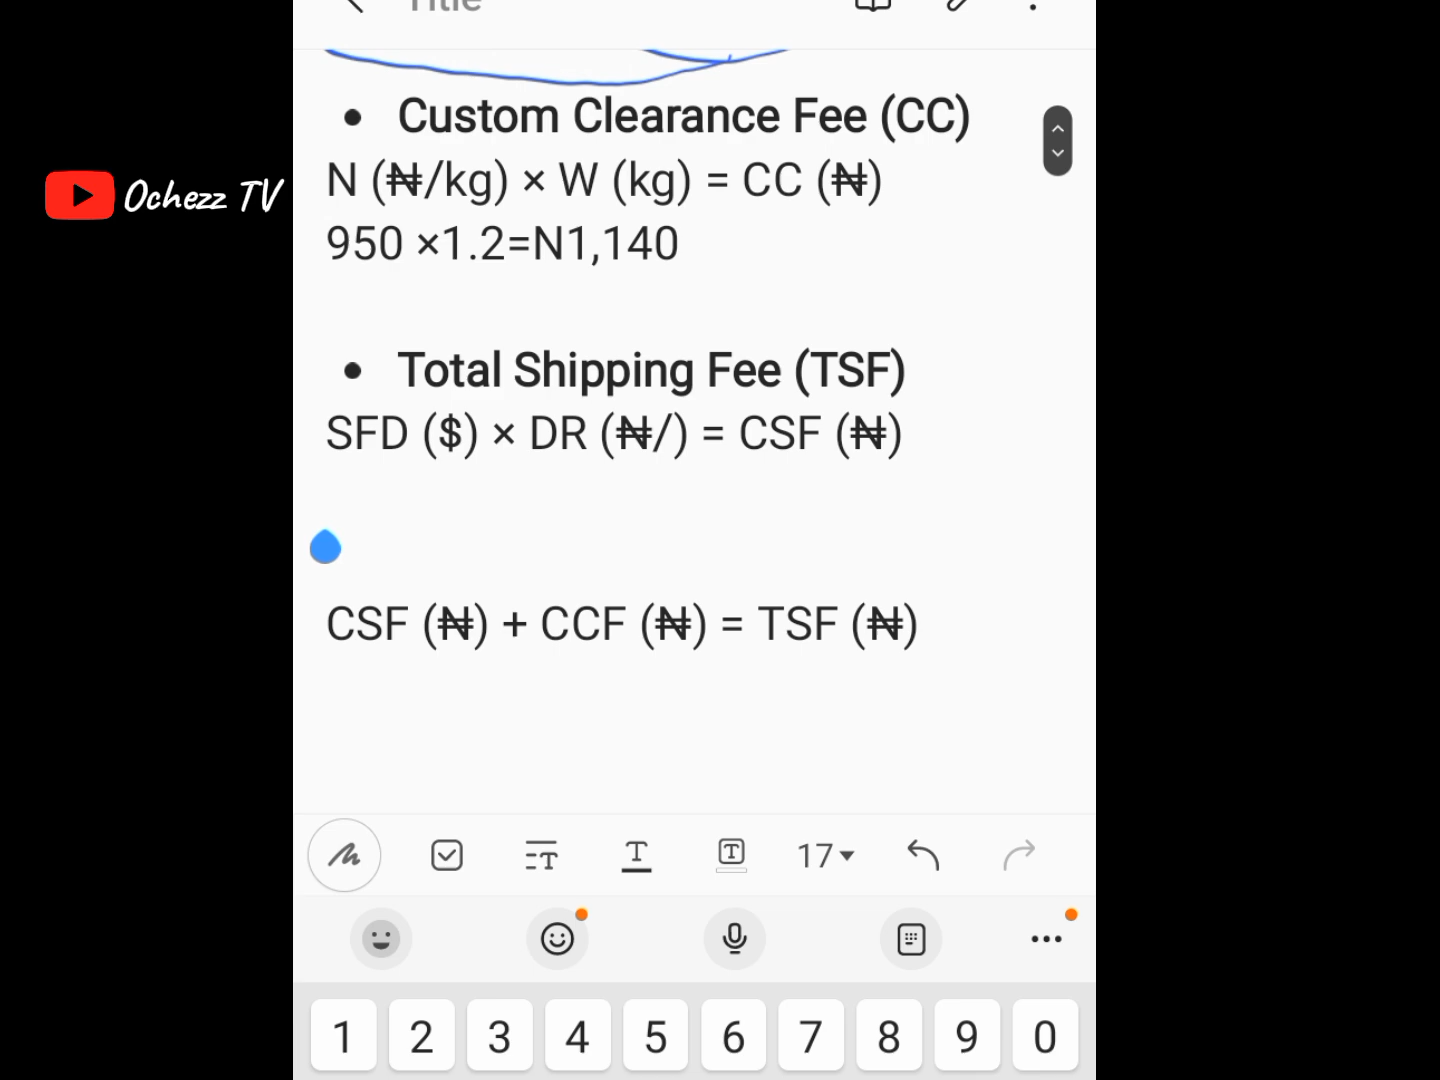 Title
Ochezz TV
• Custom Clearance Fee (CC)
N (₦/kg) × W (kg) = CC (₦)
950 ×1.2=N1,140
• Total Shipping Fee (TSF)
SFD ($) × DR (₦/) = CSF (₦)
CSF (₦) + CCF (₦) = TSF (₦)
T T T 17
1 2 3 4 5 6 7 8 9 0